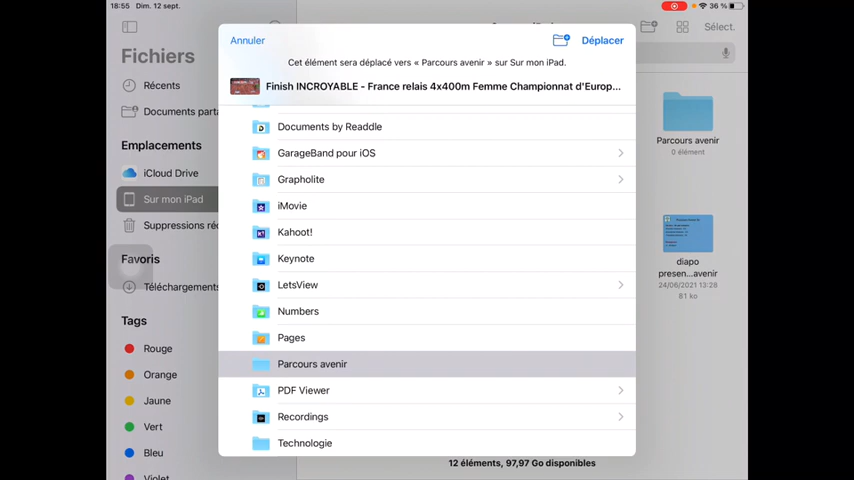 18:55 Dim. 12 sept.
36 %
Fichiers
Récents
Documents parta
Emplacements
iCloud Drive
Sur mon iPad
Suppressions réc
Favoris
Téléchargements
Tags
Rouge
Orange
Jaune
Vert
Bleu
Violet
Annuler
Déplacer
Cet élément sera déplacé vers « Parcours avenir » sur Sur mon iPad.
Finish INCROYABLE - France relais 4x400m Femme Championnat d'Europ...
Documents by Readdle
GarageBand pour iOS
Grapholite
iMovie
Kahoot!
Keynote
LetsView
Numbers
Pages
Parcours avenir
PDF Viewer
Recordings
Technologie
Sélect.
Parcours avenir
0 élément
diapo
presen...avenir
24/06/2021 13:26
81 ko
12 éléments, 97,97 Go disponibles